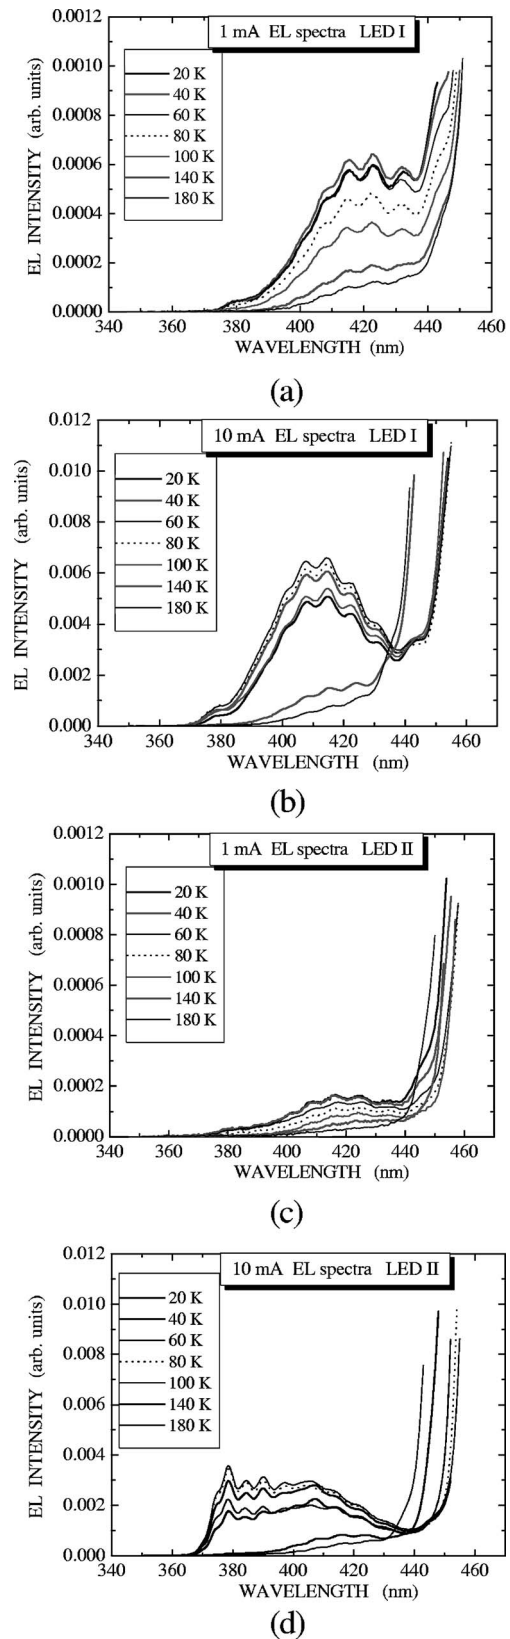 1 mA EL spectra LED I
0.0012
0.0010
0.0008
0.0006
0.0004
0.0002
0.0000
EL INTENSITY (arb. units)
20 K
40 K
60 K
80 K
100 K
140 K
180 K
340 360 380 400 420 440 460
WAVELENGTH (nm)
(a)
10 mA EL spectra LED I
0.012
0.010
0.008
0.006
0.004
0.002
0.000
EL INTENSITY (arb. units)
20 K
40 K
60 K
80 K
100 K
140 K
180 K
340 360 380 400 420 440 460
WAVELENGTH (nm)
(b)
1 mA EL spectra LED II
0.0012
0.0010
0.0008
0.0006
0.0004
0.0002
0.0000
EL INTENSITY (arb. units)
20 K
40 K
60 K
80 K
100 K
140 K
180 K
340 360 380 400 420 440 460
WAVELENGTH (nm)
(c)
10 mA EL spectra LED II
0.012
0.010
0.008
0.006
0.004
0.002
0.000
EL INTENSITY (arb. units)
20 K
40 K
60 K
80 K
100 K
140 K
180 K
340 360 380 400 420 440 460
WAVELENGTH (nm)
(d)